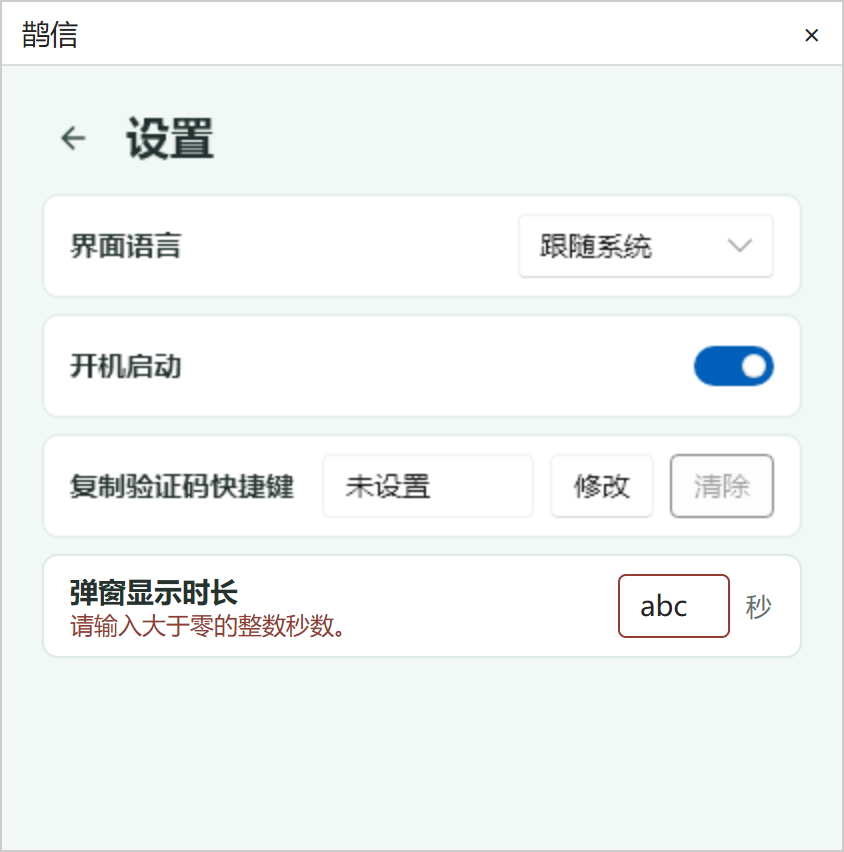 鹊信
设置
界面语言 跟随系统
开机启动
复制验证码快捷键 未设置 修改 清除
弹窗显示时长 abc 秒
请输入大于零的整数秒数。